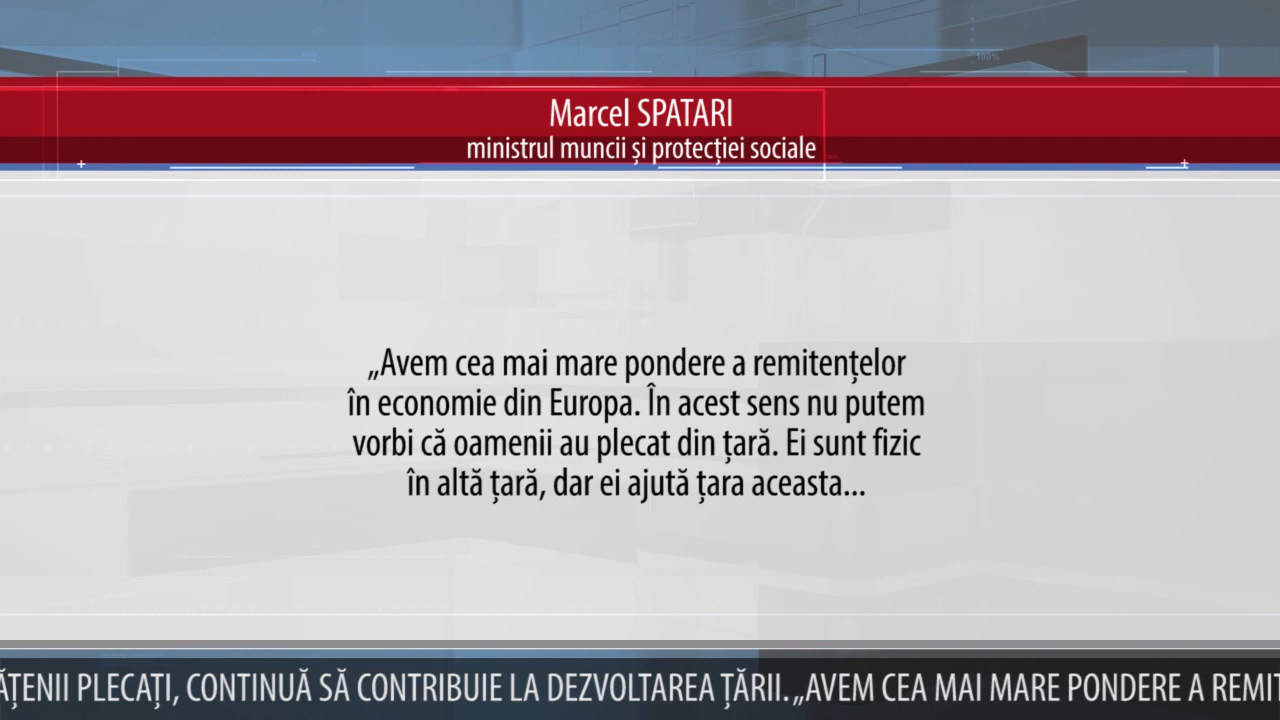 Marcel SPATARI
ministrul muncii și protecției sociale
„Avem cea mai mare pondere a remitențelor
în economie din Europa. În acest sens nu putem
vorbi că oamenii au plecat din țară. Ei sunt fizic
în altă țară, dar ei ajută țara aceasta...
PLECAȚI, CONTINUĂ SĂ CONTRIBUIE LA DEZVOLTAREA ȚĂRII. „AVEM CEA MAI MARE PONDERE A